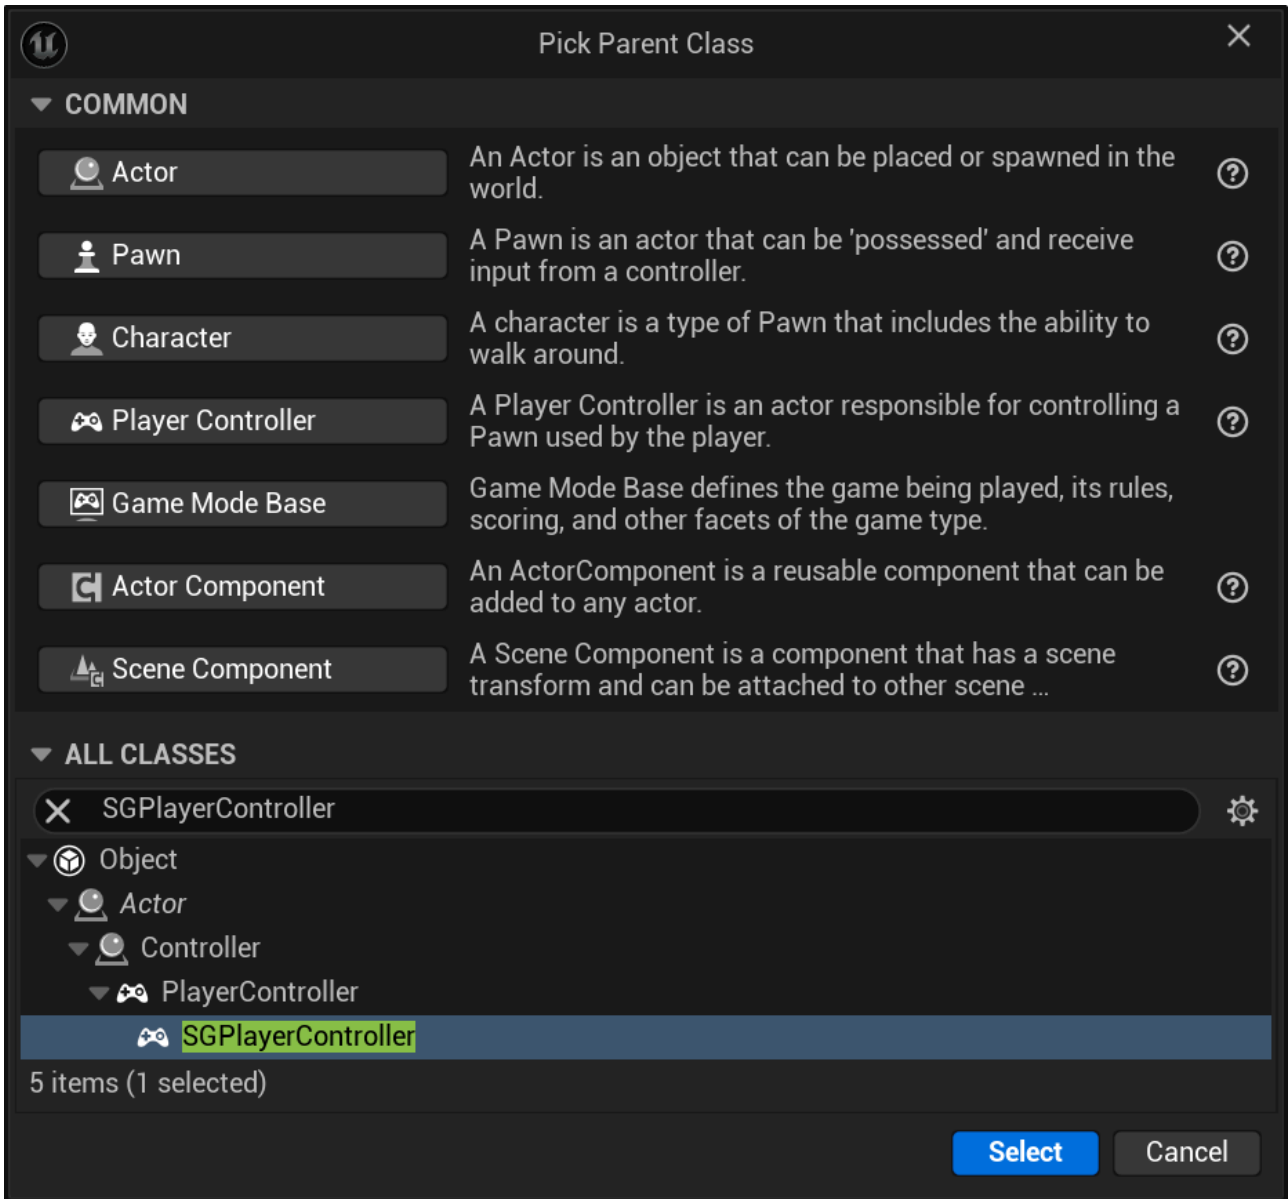 Pick Parent Class
COMMON
Actor
An Actor is an object that can be placed or spawned in the
world.
Pawn
A Pawn is an actor that can be 'possessed' and receive
input from a controller.
Character
A character is a type of Pawn that includes the ability to
walk around.
Player Controller
A Player Controller is an actor responsible for controlling a
Pawn used by the player.
Game Mode Base
Game Mode Base defines the game being played, its rules,
scoring, and other facets of the game type.
Actor Component
An ActorComponent is a reusable component that can be
added to any actor.
Scene Component
A Scene Component is a component that has a scene
transform and can be attached to other scene ...
ALL CLASSES
SGPlayerController
Object
Actor
Controller
PlayerController
SGPlayerController
5 items (1 selected)
Select
Cancel